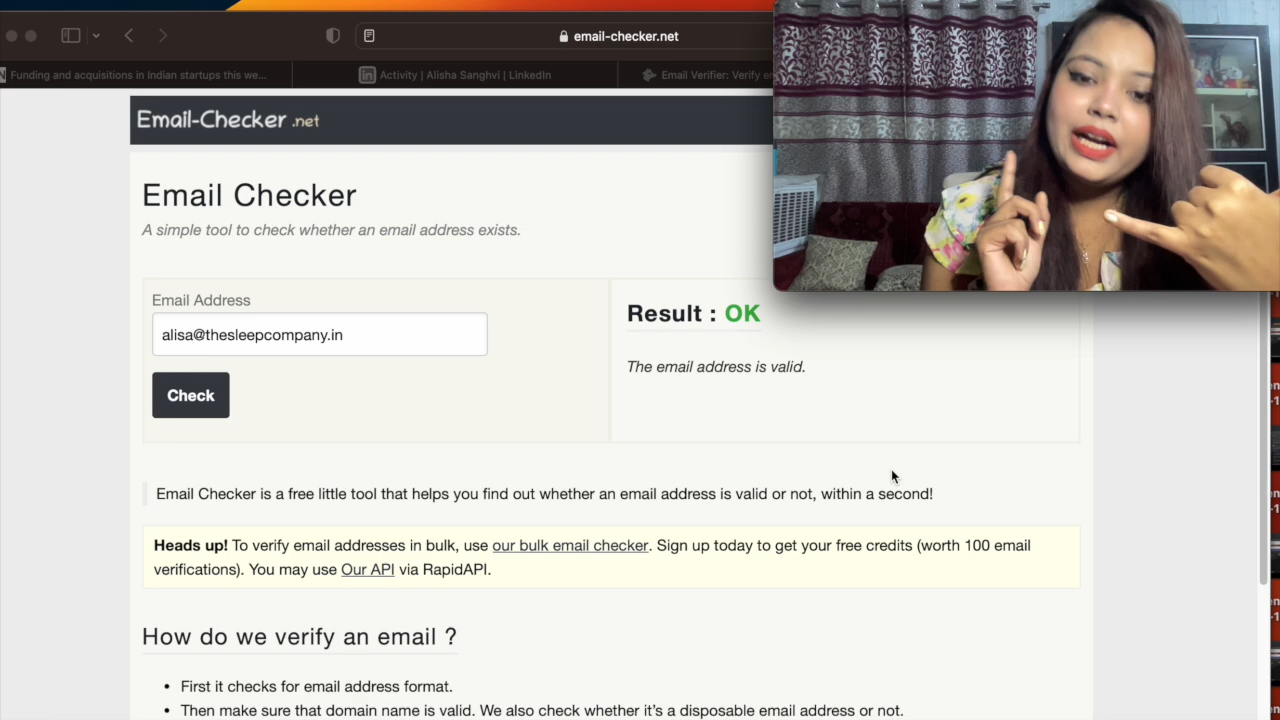 email-checker.net
Funding and acquisitions in Indian startups this we...
in Activity | Alisha Sanghvi | LinkedIn
Email Verifier: Verify em
Email-Checker .net
Email Checker
A simple tool to check whether an email address exists.
Email Address
alisa@thesleepcompany.in
Check
Result : OK
The email address is valid.
Email Checker is a free little tool that helps you find out whether an email address is valid or not, within a second!
Heads up! To verify email addresses in bulk, use our bulk email checker. Sign up today to get your free credits (worth 100 email
verifications). You may use Our API via RapidAPI.
How do we verify an email ?
• First it checks for email address format.
• Then make sure that domain name is valid. We also check whether it's a disposable email address or not.